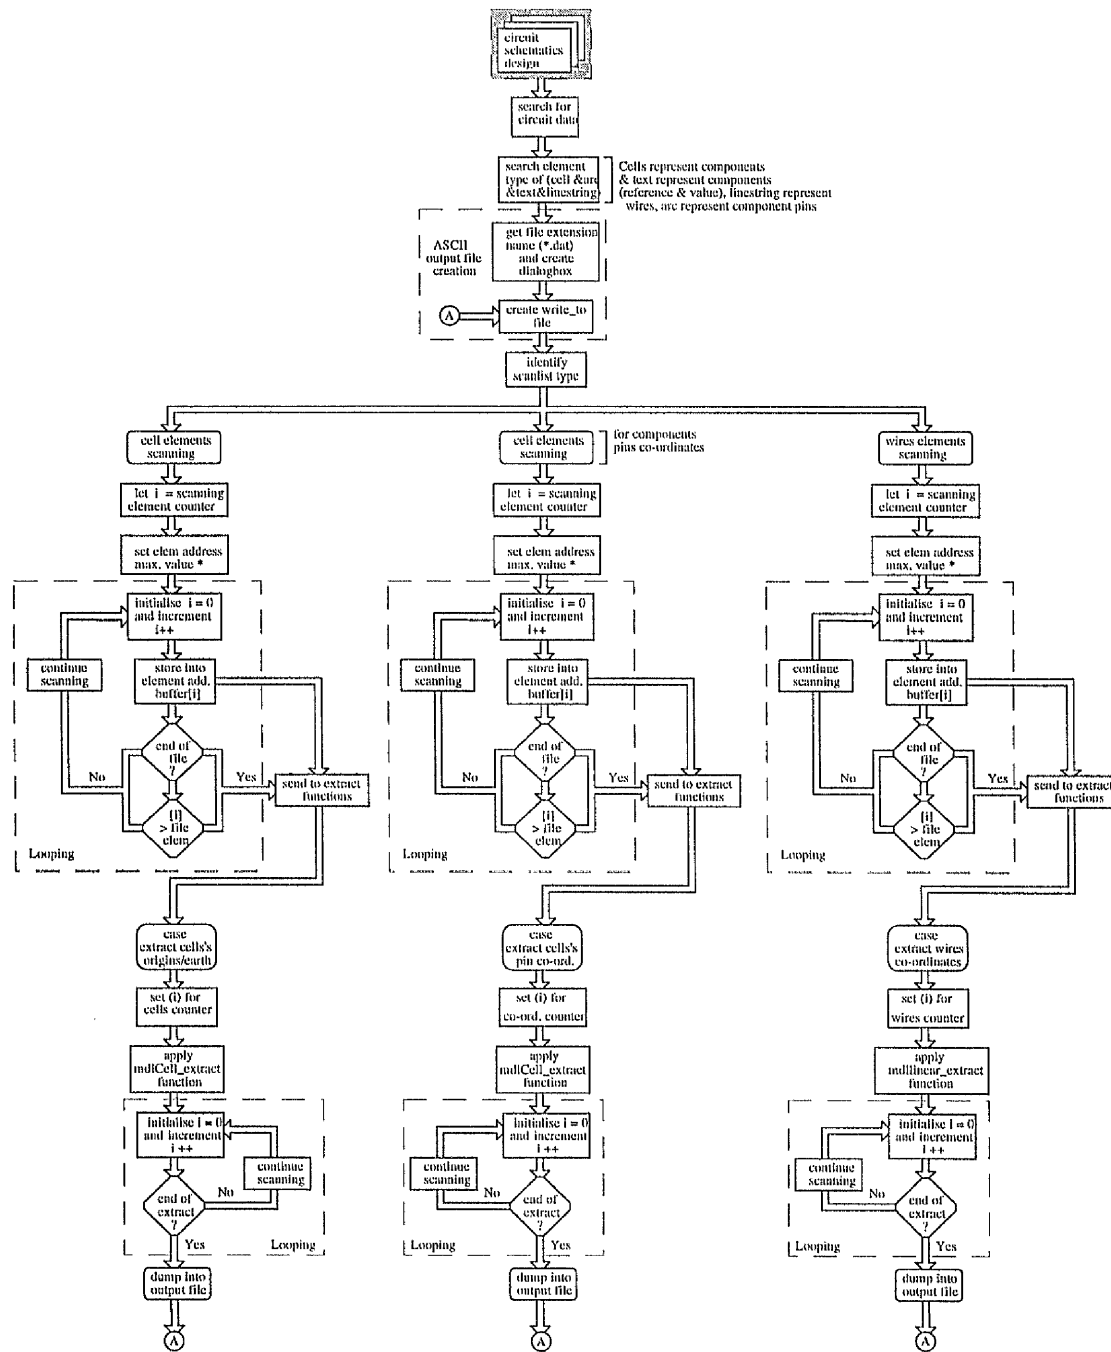 circuit
schematics
design
search for
circuit data
search element
type of (cell &arc
&text&linestring)
Cells represent components
& text represent components
(reference & value), linestring represent
wires, arc represent component pins
ASCII
output file
creation
get file extension
name (*.dat)
and create
dialogbox
A
create write_to
file
identify
scanlist type
cell elements
scanning
cell elements
scanning
for components
pins co-ordinates
wires elements
scanning
let i = scanning
element counter
let i = scanning
element counter
let i = scanning
element counter
set elem address
max. value *
set elem address
max. value *
set elem address
max. value *
initialise i = 0
and increment
i++
continue
scanning
store into
element add.
buffer[i]
end of
file
?
No
Yes
[i]
> file
elem
send to extract
functions
Looping
initialise i = 0
and increment
i++
continue
scanning
store into
element add.
buffer[i]
end of
file
?
No
Yes
[i]
> file
elem
send to extract
functions
Looping
initialise i = 0
and increment
i++
continue
scanning
store into
element add.
buffer[i]
end of
file
?
No
Yes
[i]
> file
elem
send to extract
functions
Looping
case
extract cells's
origins/earth
case
extract cells's
pin co-ord.
case
extract wires
co-ordinates
set (i) for
cells counter
set (i) for
co-ord. counter
set (i) for
wires counter
apply
mdlCell_extract
function
apply
mdlCell_extract
function
apply
mdllinear_extract
function
initialise i = 0
and increment
i ++
continue
scanning
No
end of
extract
?
Yes
Looping
initialise i = 0
and increment
i ++
continue
scanning
No
end of
extract
?
Yes
Looping
initialise i = 0
and increment
i ++
continue
scanning
No
end of
extract
?
Yes
Looping
dump into
output file
dump into
output file
dump into
output file
A
A
A